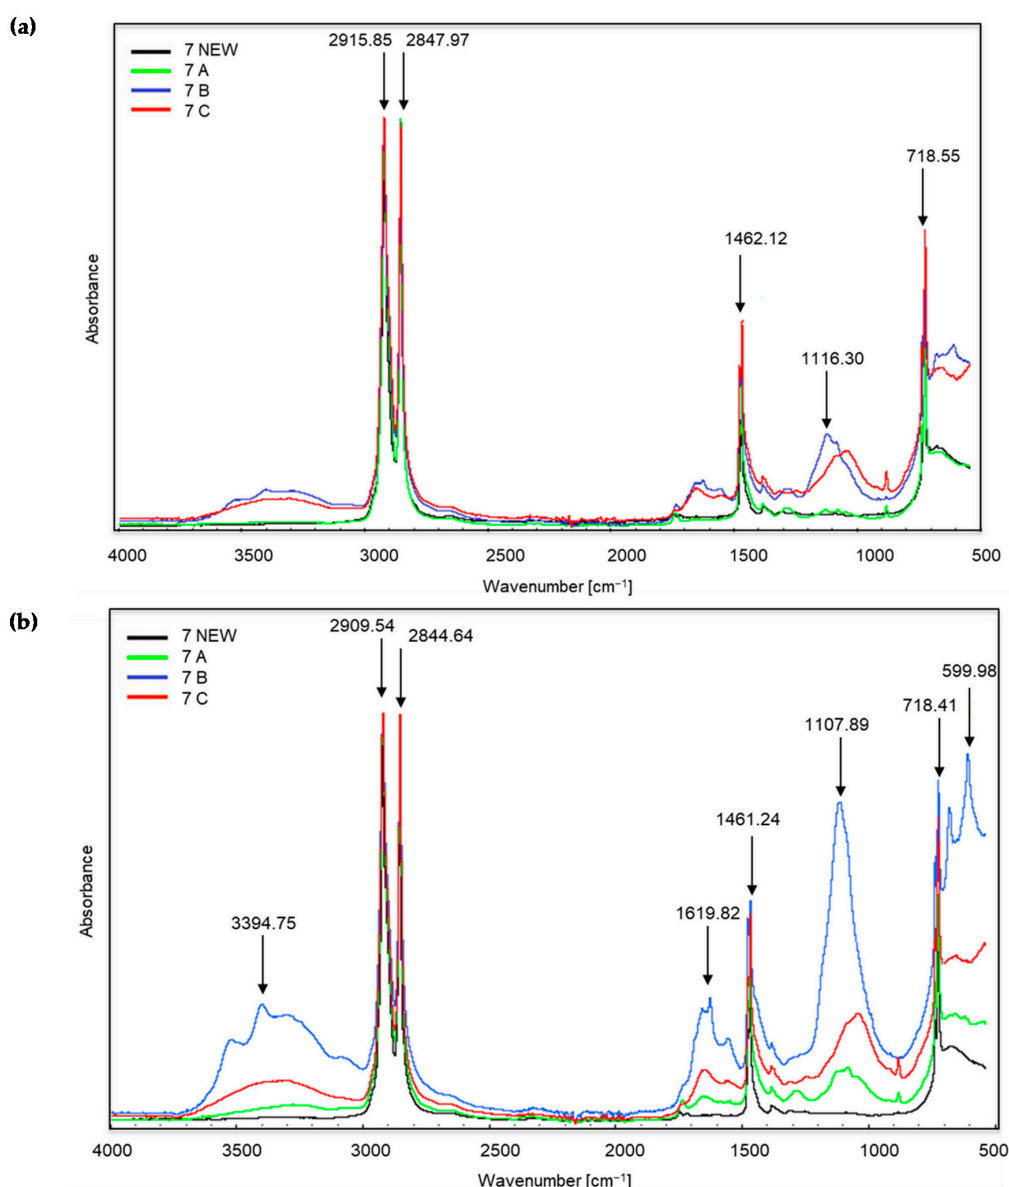 (a)
2915.85 2847.97
7 NEW
7 A
7 B
7 C
718.55
1462.12
1116.30
Absorbance
4000 3500 3000 2500 2000 1500 1000 500
Wavenumber [cm⁻¹]
(b)
2909.54 2844.64
7 NEW
7 A
7 B
7 C
599.98
718.41
1107.89
1461.24
1619.82
3394.75
Absorbance
4000 3500 3000 2500 2000 1500 1000 500
Wavenumber [cm⁻¹]